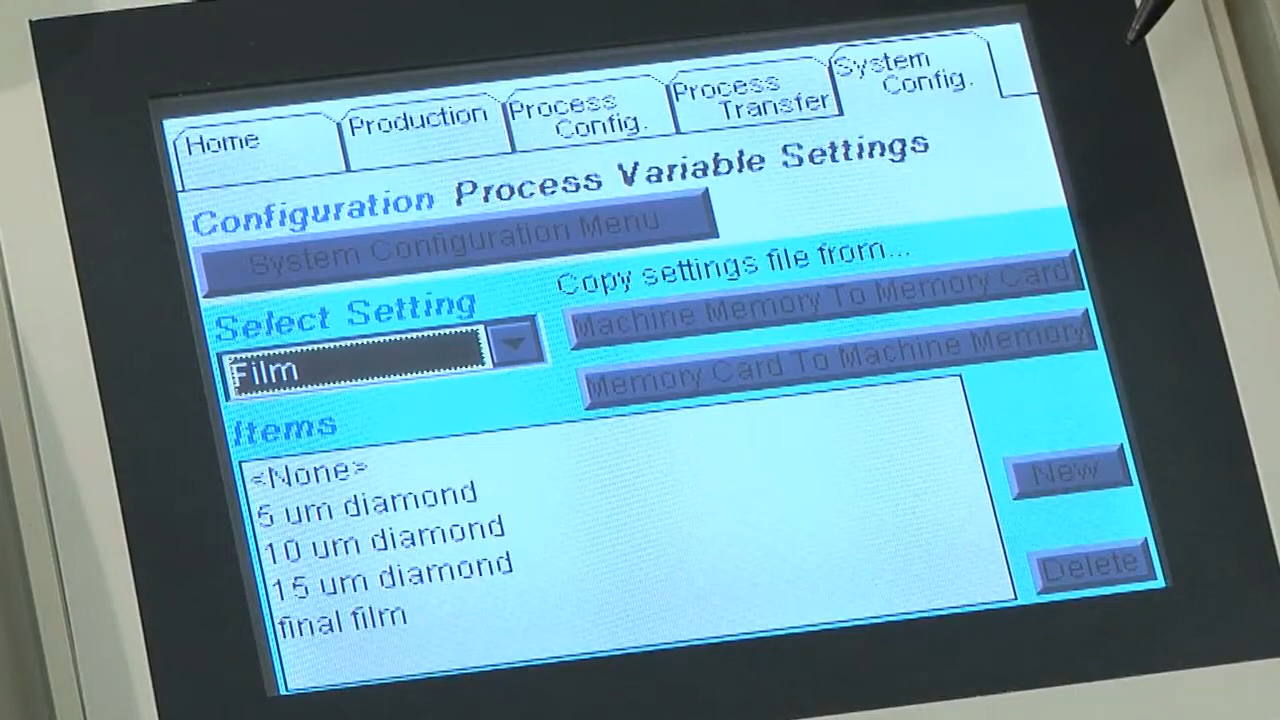 Home
Production
Process
Config.
Process
Transfer
System
Config.
Configuration Process Variable Settings
System Configuration Menu
Copy settings file from...
Select Setting
Machine Memory To Memory Card
Film
Memory Card To Machine Memory
Items
<None>
5 um diamond
10 um diamond
15 um diamond
final film
New
Delete